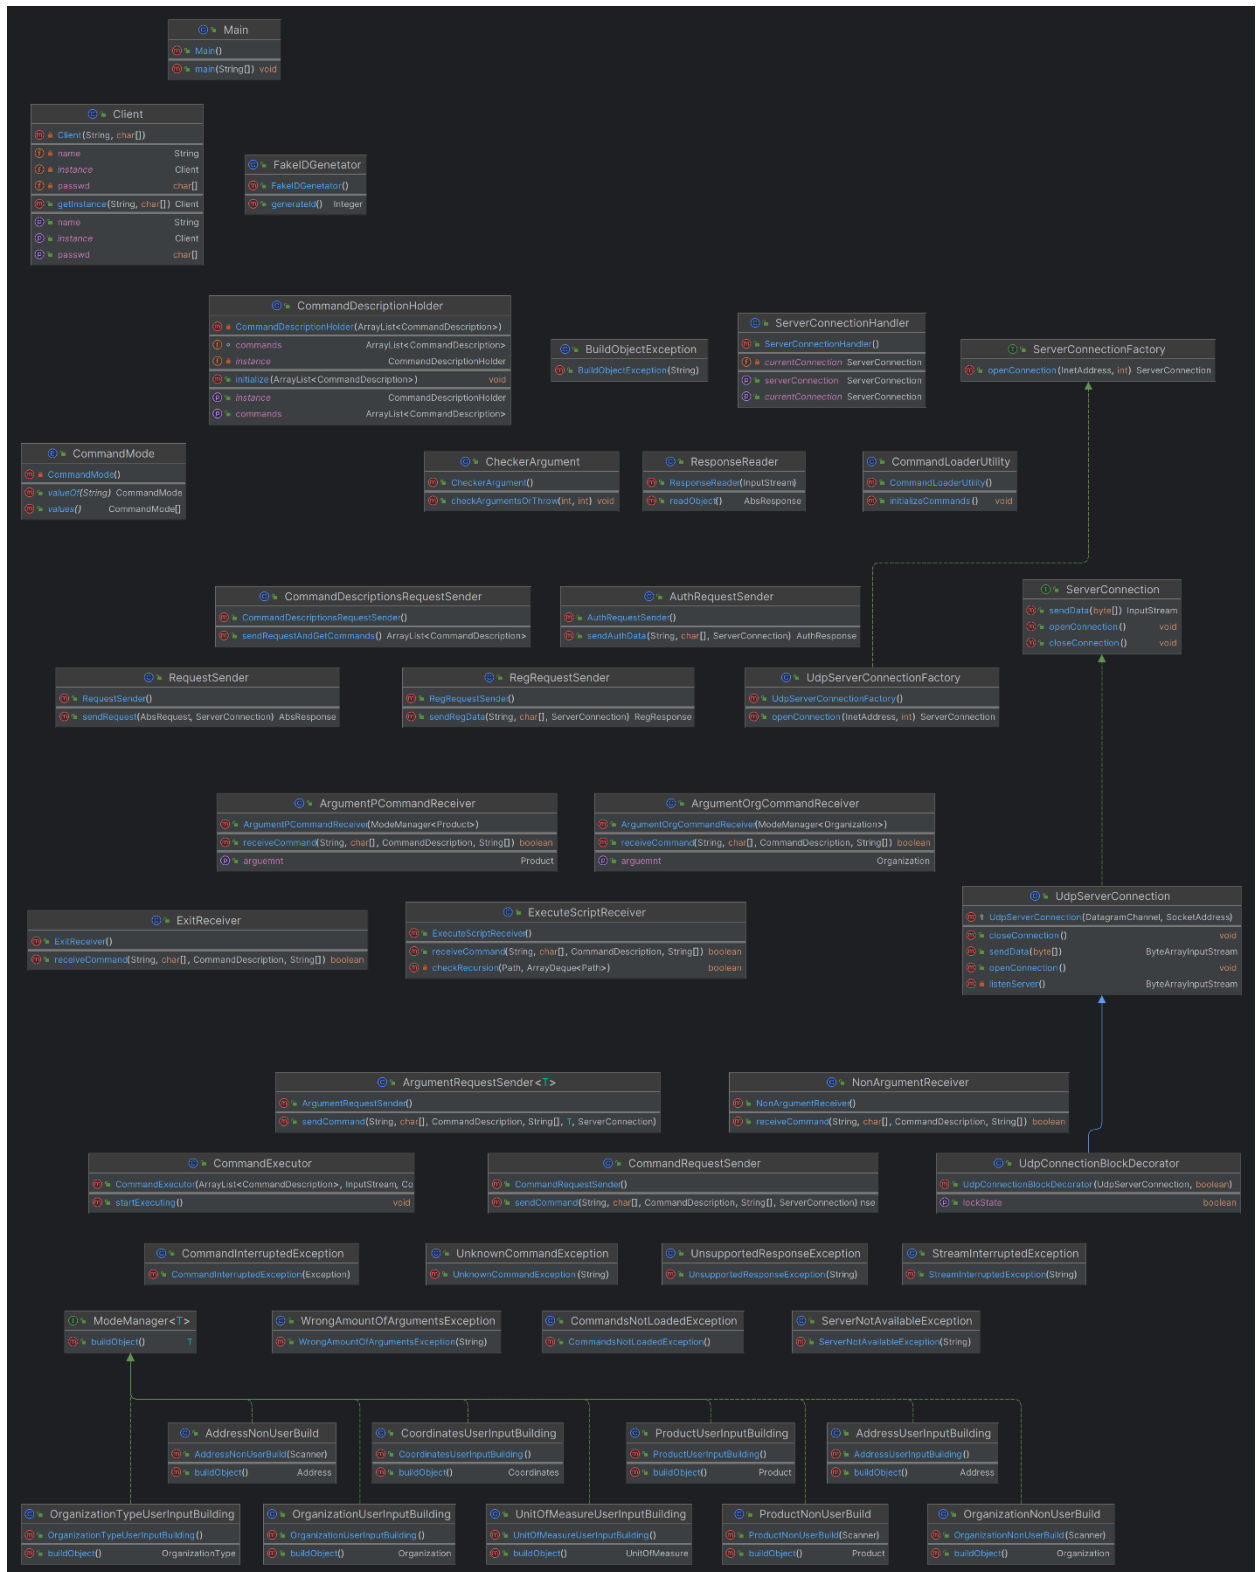 Main
Main()
main(String[]) void
Client
Client(String, char[])
name String
instance Client
passwd char[]
getInstance(String, char[]) Client
name String
instance Client
passwd char[]
FakeIDGenetator
FakeIDGenetator()
generateId() Integer
CommandDescriptionHolder
CommandDescriptionHolder(ArrayList<CommandDescription>)
commands ArrayList<CommandDescription>
instance CommandDescriptionHolder
initialize(ArrayList<CommandDescription>) void
instance CommandDescriptionHolder
commands ArrayList<CommandDescription>
BuildObjectException
BuildObjectException(String)
ServerConnectionHandler
ServerConnectionHandler()
currentConnection ServerConnection
serverConnection ServerConnection
currentConnection ServerConnection
ServerConnectionFactory
openConnection(InetAddress, int) ServerConnection
CommandMode
CommandMode()
valueOf(String) CommandMode
values() CommandMode[]
CheckerArgument
CheckerArgument()
checkArgumentsOrThrow(int, int) void
ResponseReader
ResponseReader(InputStream)
readObject() AbsResponse
CommandLoaderUtility
CommandLoaderUtility()
initializeCommands() void
CommandDescriptionsRequestSender
CommandDescriptionsRequestSender()
sendRequestAndGetCommands() ArrayList<CommandDescription>
AuthRequestSender
AuthRequestSender()
sendAuthData(String, char[], ServerConnection) AuthResponse
ServerConnection
sendData(byte[]) InputStream
openConnection() void
closeConnection() void
RequestSender
RequestSender()
sendRequest(AbsRequest, ServerConnection) AbsResponse
RegRequestSender
RegRequestSender()
sendRegData(String, char[], ServerConnection) RegResponse
UdpServerConnectionFactory
UdpServerConnectionFactory()
openConnection(InetAddress, int) ServerConnection
ArgumentPCommandReceiver
ArgumentPCommandReceiver(ModeManager<Product>)
receiveCommand(String, char[], CommandDescription, String[]) boolean
arguemnt Product
ArgumentOrgCommandReceiver
ArgumentOrgCommandReceiver(ModeManager<Organization>)
receiveCommand(String, char[], CommandDescription, String[]) boolean
arguemnt Organization
ExitReceiver
ExitReceiver()
receiveCommand(String, char[], CommandDescription, String[]) boolean
ExecuteScriptReceiver
ExecuteScriptReceiver()
receiveCommand(String, char[], CommandDescription, String[]) boolean
checkRecursion(Path, ArrayDeque<Path>) boolean
UdpServerConnection
UdpServerConnection(DatagramChannel, SocketAddress)
closeConnection() void
sendData(byte[]) ByteArrayInputStream
openConnection() void
listenServer() ByteArrayInputStream
ArgumentRequestSender<T>
ArgumentRequestSender()
sendCommand(String, char[], CommandDescription, String[], T, ServerConnection)
NonArgumentReceiver
NonArgumentReceiver()
receiveCommand(String, char[], CommandDescription, String[]) boolean
CommandExecutor
CommandExecutor(ArrayList<CommandDescription>, InputStream, Co
startExecuting() void
CommandRequestSender
CommandRequestSender()
sendCommand(String, char[], CommandDescription, String[], ServerConnection) nse
UdpConnectionBlockDecorator
UdpConnectionBlockDecorator(UdpServerConnection, boolean)
lockState boolean
CommandInterruptedException
CommandInterruptedException(Exception)
UnknownCommandException
UnknownCommandException(String)
UnsupportedResponseException
UnsupportedResponseException(String)
StreamInterruptedException
StreamInterruptedException(String)
ModeManager<T>
buildObject() T
WrongAmountOfArgumentsException
WrongAmountOfArgumentsException(String)
CommandsNotLoadedException
CommandsNotLoadedException()
ServerNotAvailableException
ServerNotAvailableException(String)
AddressNonUserBuild
AddressNonUserBuild(Scanner)
buildObject() Address
CoordinatesUserInputBuilding
CoordinatesUserInputBuilding()
buildObject() Coordinates
ProductUserInputBuilding
ProductUserInputBuilding()
buildObject() Product
AddressUserInputBuilding
AddressUserInputBuilding()
buildObject() Address
OrganizationTypeUserInputBuilding
OrganizationTypeUserInputBuilding()
buildObject() OrganizationType
OrganizationUserInputBuilding
OrganizationUserInputBuilding()
buildObject() Organization
UnitOfMeasureUserInputBuilding
UnitOfMeasureUserInputBuilding()
buildObject() UnitOfMeasure
ProductNonUserBuild
ProductNonUserBuild(Scanner)
buildObject() Product
OrganizationNonUserBuild
OrganizationNonUserBuild(Scanner)
buildObject() Organization